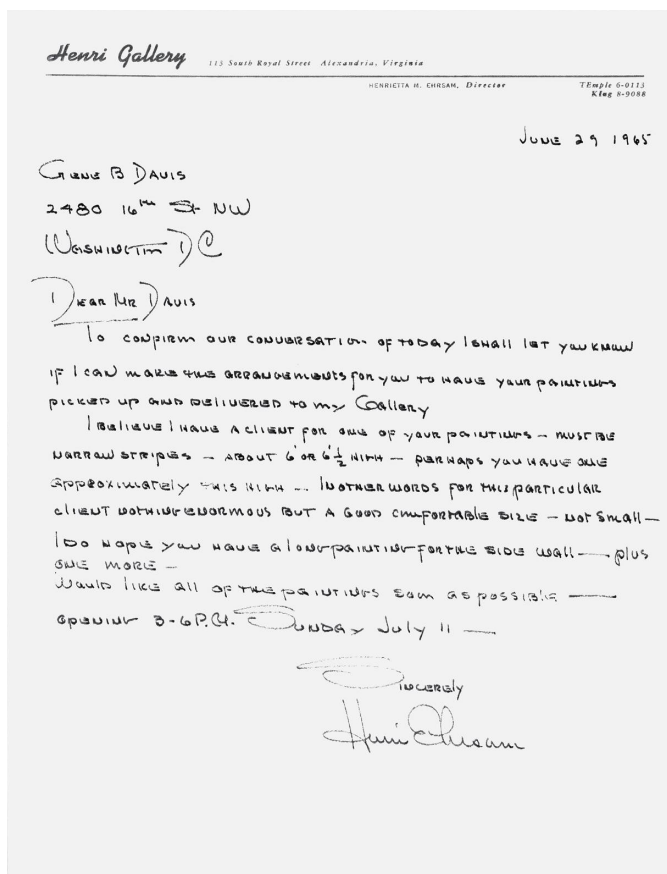 Henri Gallery
115 South Royal Street Alexandria, Virginia
HENRIETTA M. EHRSAM, Director
TEmple 6-0113
KIng 8-9088
JUNE 29 1965
GENE B DAVIS
2480 16th St NW
WASHINGTON DC
DEAR MR DAVIS
TO CONFIRM OUR CONVERSATION OF TODAY I SHALL LET YOU KNOW
IF I CAN MAKE THE ARRANGEMENTS FOR YOU TO HAVE YOUR PAINTINGS
PICKED UP AND DELIVERED TO MY GALLERY
I BELIEVE I HAVE A CLIENT FOR ONE OF YOUR PAINTINGS — MUST BE
NARROW STRIPES — ABOUT 6' OR 6'½ HIGH — PERHAPS YOU HAVE ONE
APPROXIMATELY THIS HIGH — IN OTHER WORDS FOR THIS PARTICULAR
CLIENT NOTHING ENORMOUS BUT A GOOD COMFORTABLE SIZE — NOT SMALL —
I DO HOPE YOU HAVE A LONG PAINTING FOR THE SIDE WALL — PLUS
ONE MORE —
WOULD LIKE ALL OF THE PAINTINGS SOON AS POSSIBLE —
OPENING 3-6 P.M. SUNDAY JULY 11 —
SINCERELY
Henri Ehrsam